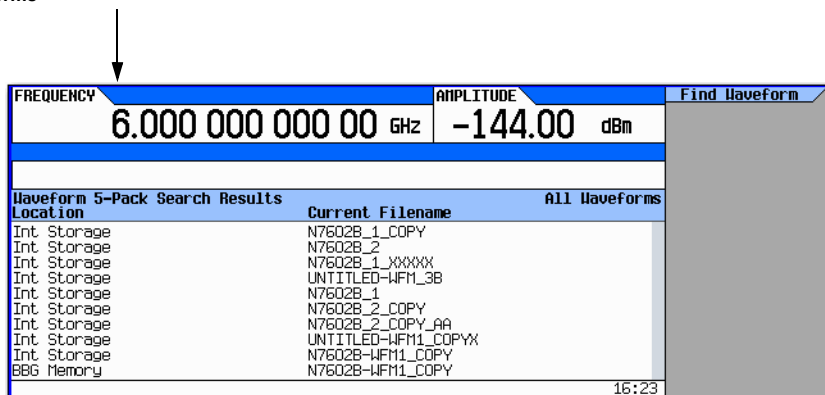 FREQUENCY AMPLITUDE Find Waveform
6.000 000 000 00 GHz -144.00 dBm
Waveform 5-Pack Search Results All Waveforms
Location Current Filename
Int Storage N7602B_1_COPY
Int Storage N7602B_2
Int Storage N7602B_1_XXXXX
Int Storage UNTITLED-WFM_3B
Int Storage N7602B_1
Int Storage N7602B_2_COPY
Int Storage N7602B_2_COPY_AA
Int Storage UNTITLED-WFM1_COPYX
Int Storage N7602B-WFM1_COPY
BBG Memory N7602B-WFM1_COPY
16:23